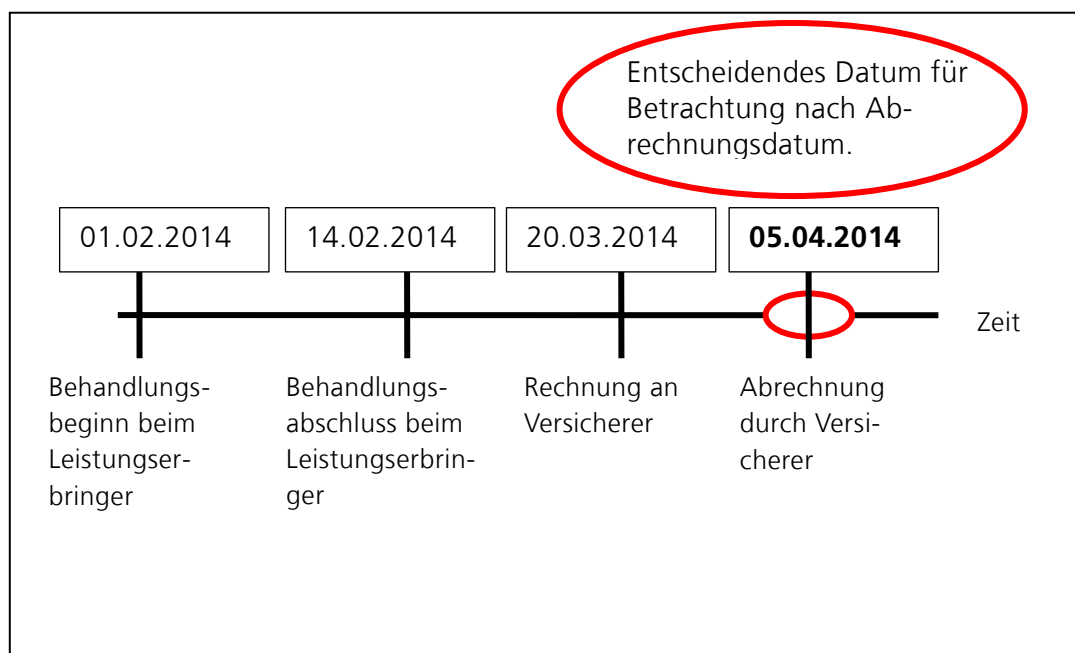 Entscheidendes Datum für
Betrachtung nach Ab-
rechnungsdatum.
01.02.2014
14.02.2014
20.03.2014
05.04.2014
Zeit
Behandlungs-
beginn beim
Leistungser-
bringer
Behandlungs-
abschluss beim
Leistungserbrin-
ger
Rechnung an
Versicherer
Abrechnung
durch Versi-
cherer